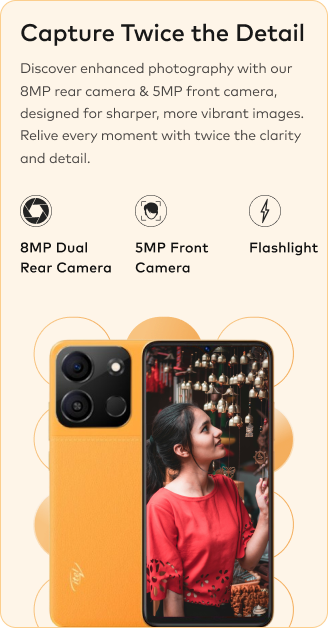 Capture Twice the Detail
Discover enhanced photography with our
8MP rear camera & 5MP front camera,
designed for sharper, more vibrant images.
Relive every moment with twice the clarity
and detail.
8MP Dual
Rear Camera
5MP Front
Camera
Flashlight
itel